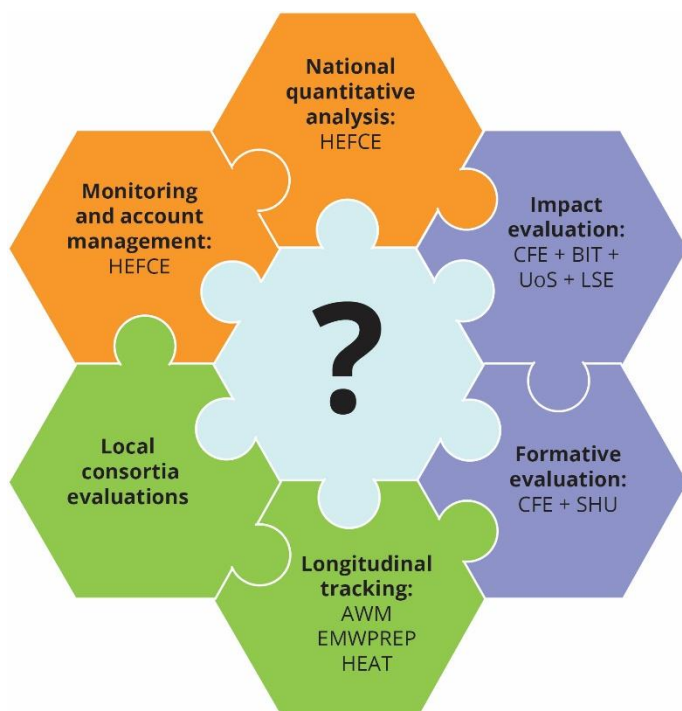 National
quantitative
analysis:
HEFCE
Monitoring
and account
management:
HEFCE
Impact
evaluation:
CFE + BIT +
UoS + LSE
?
Local
consortia
evaluations
Formative
evaluation:
CFE + SHU
Longitudinal
tracking:
AWM
EMWPREP
HEAT